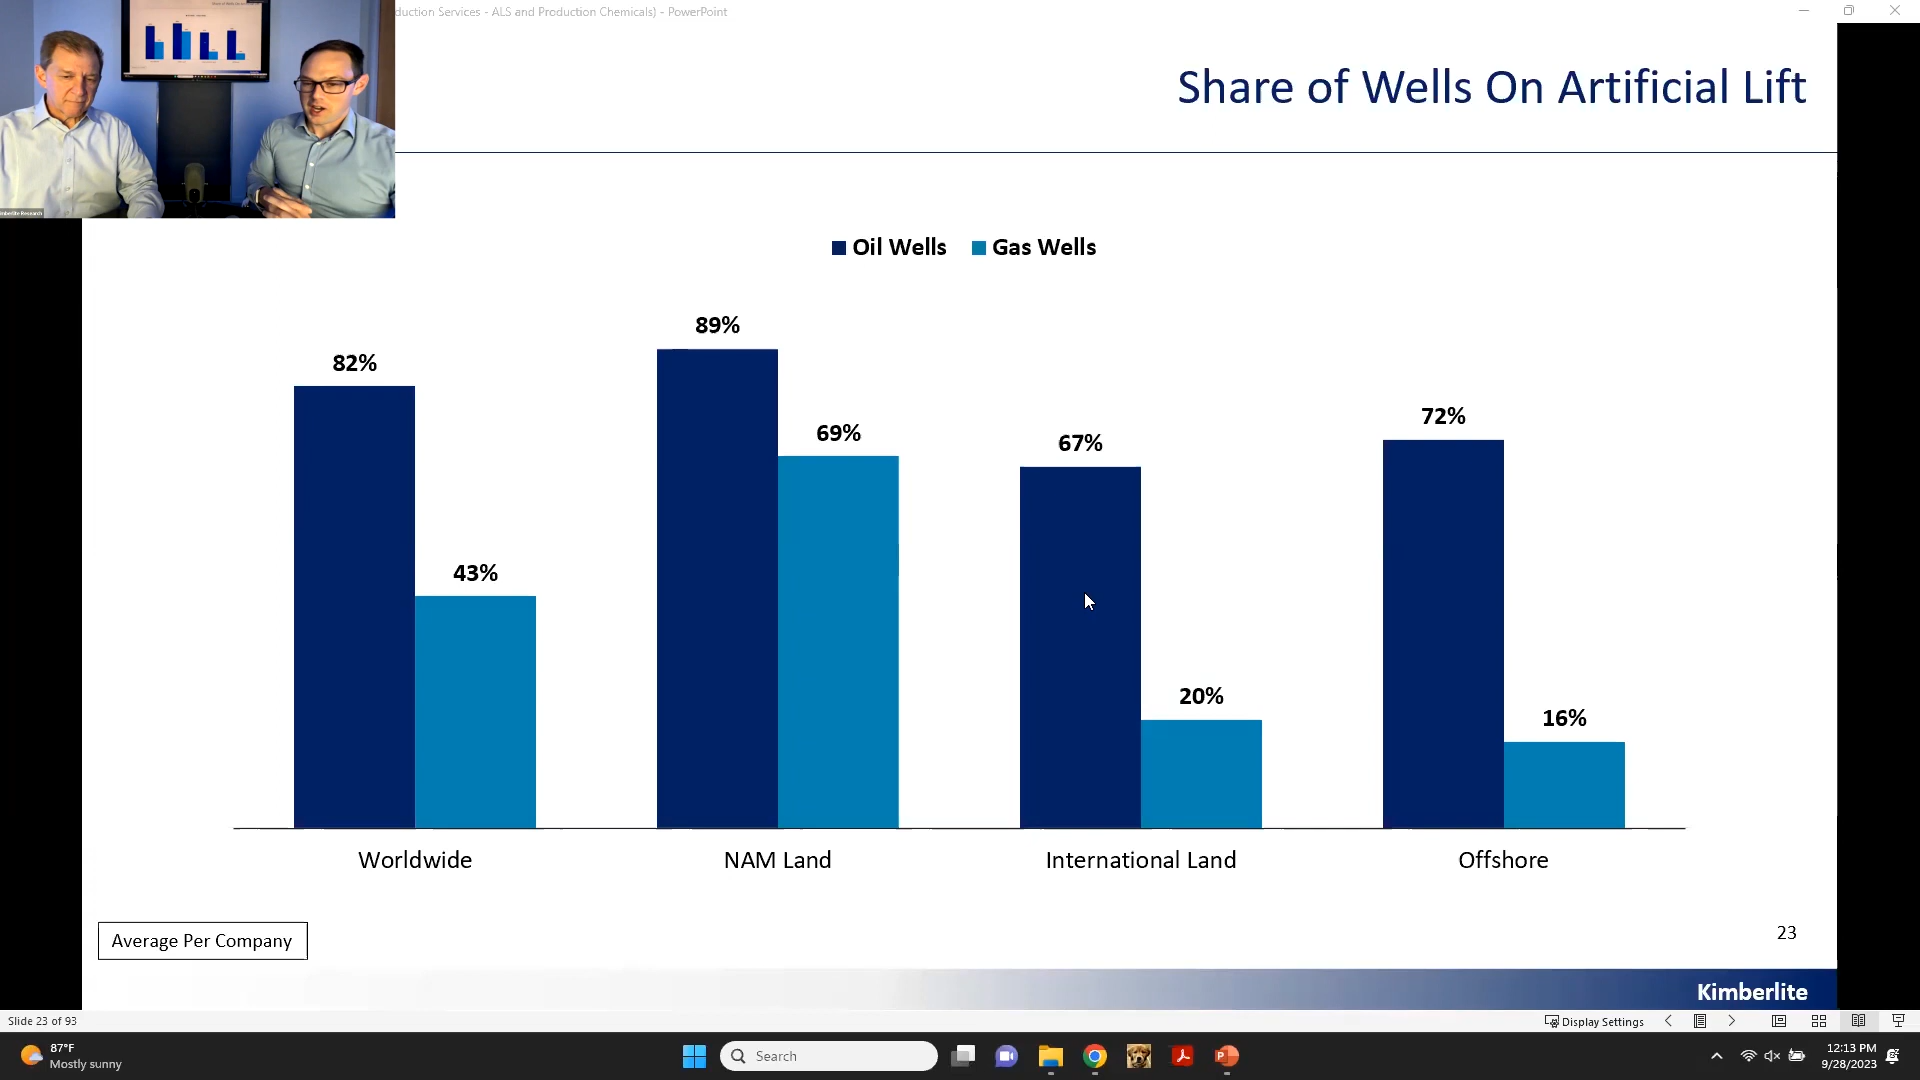 duction Services - ALS and Production Chemicals) - PowerPoint
Share of Wells On Artificial Lift
Oil Wells Gas Wells
82%
43%
89%
69%
67%
20%
72%
16%
Worldwide NAM Land International Land Offshore
Average Per Company
23
Kimberlite
Slide 23 of 93
Display Settings
87°F
Mostly sunny
Search
12:13 PM
9/28/2023